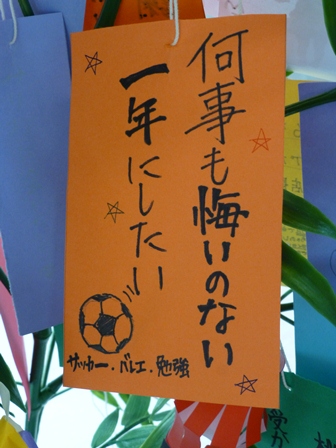 何事も悔いのない
一年にしたい
サッカー.バレエ.勉強